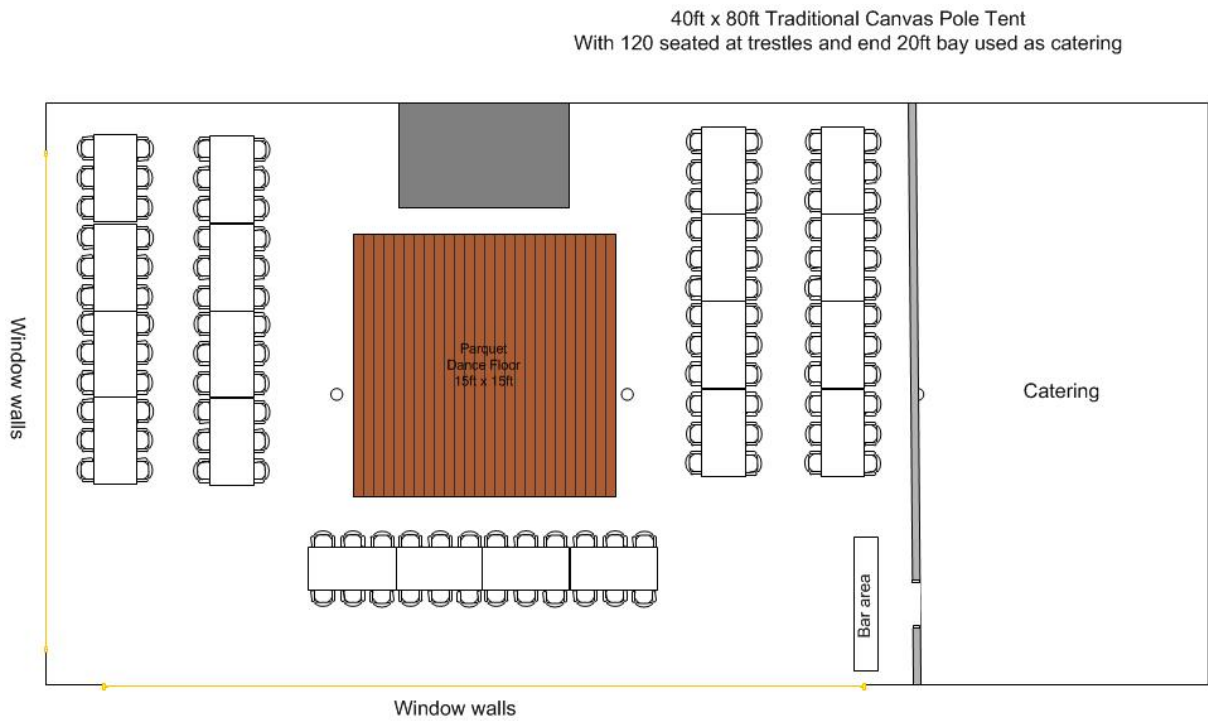 40ft x 80ft Traditional Canvas Pole Tent
With 120 seated at trestles and end 20ft bay used as catering
Window walls
Parquet
Dance Floor
15ft x 15ft
Catering
Bar area
Window walls